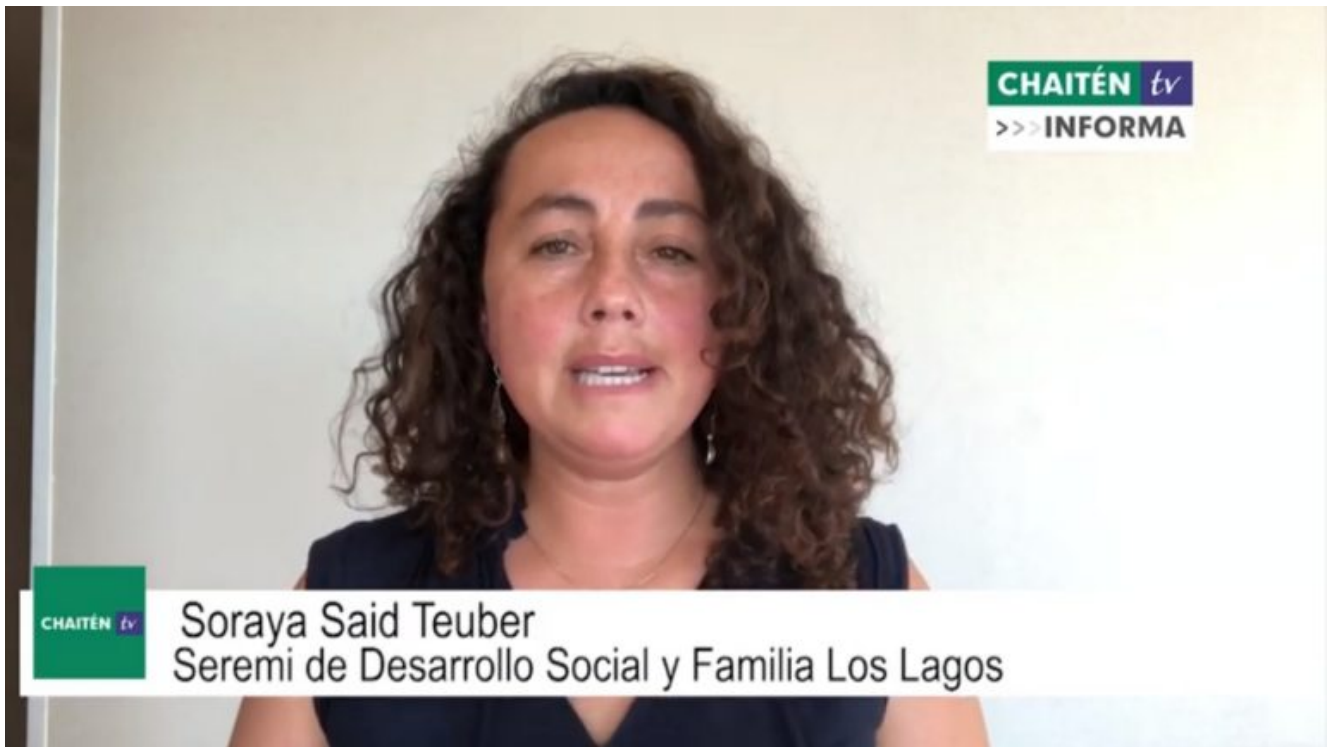 CHAITÉN tv
>>>INFORMA
CHAITÉN tv
Soraya Said Teuber
Seremi de Desarrollo Social y Familia Los Lagos